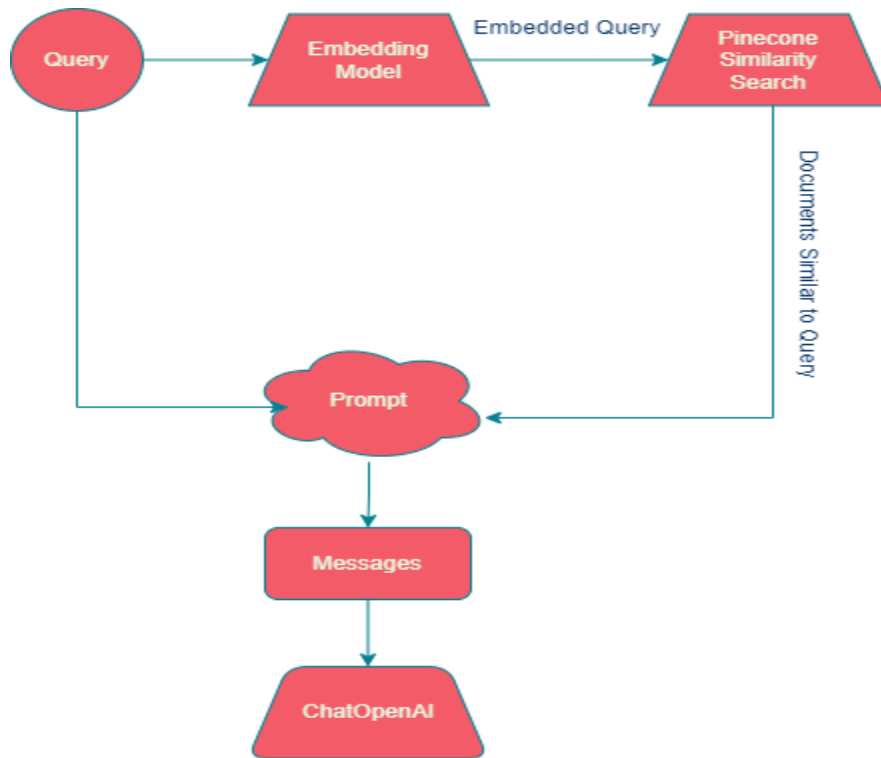 Query
Embedding
Model
Embedded Query
Pinecone
Similarity
Search
Documents Similar to Query
Prompt
Messages
ChatOpenAI